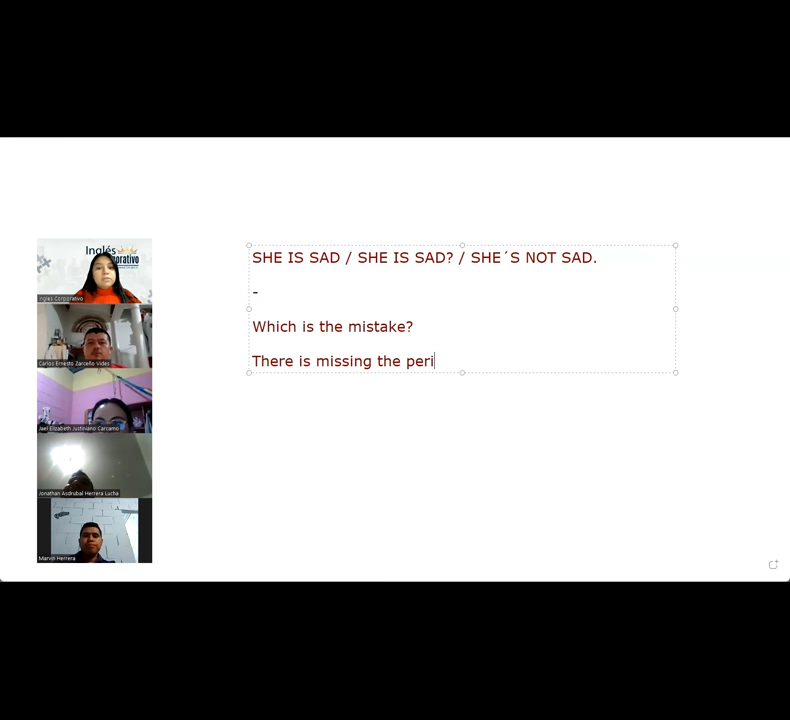 Inglés
Corporativo
Ingles Corporativo
Carlos Ernesto Zarceño Vides
Jael Elizabeth Justiniano Carcamo
Jonathan Asdrubal Herrera Lucha
Marvin Herrera
SHE IS SAD / SHE IS SAD? / SHE´S NOT SAD.
-
Which is the mistake?
There is missing the peri